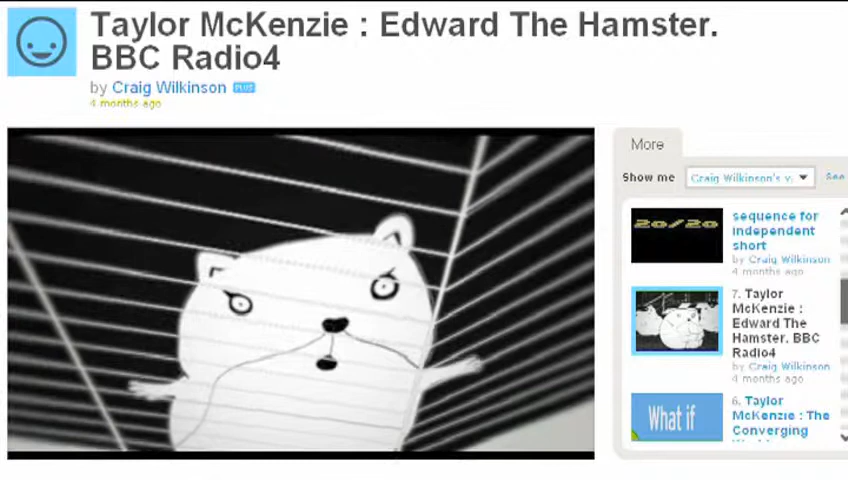 Taylor McKenzie : Edward The Hamster.
BBC Radio4
by Craig Wilkinson PLUS
4 months ago
More
Show me Craig Wilkinson's v. See
20/20
sequence for
independent
short
by Craig Wilkinson
4 months ago
7. Taylor
McKenzie :
Edward The
Hamster. BBC
Radio4
by Craig Wilkinson
4 months ago
What if
6. Taylor
McKenzie : The
Converging